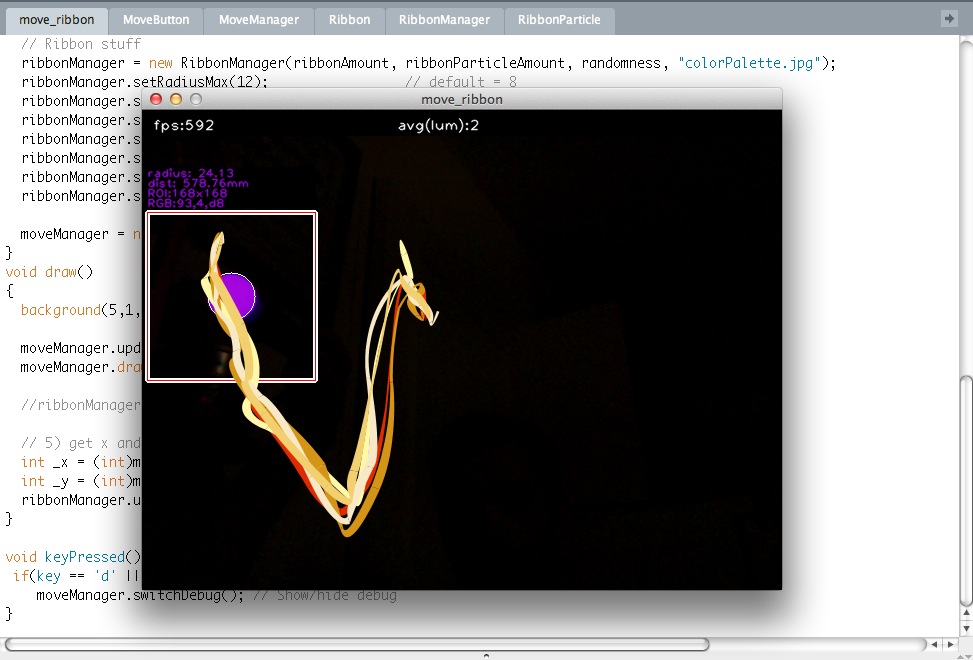 move_ribbon MoveButton MoveManager Ribbon RibbonManager RibbonParticle
// Ribbon stuff
ribbonManager = new RibbonManager(ribbonAmount, ribbonParticleAmount, randomness, "colorPalette.jpg");
ribbonManager.setRadiusMax(12); // default = 8
ribbonManager.s
ribbonManager.s
ribbonManager.s
ribbonManager.s
ribbonManager.s
ribbonManager.s
moveManager = n
}
void draw()
{
background(5,1,
moveManager.upd
moveManager.dra
//ribbonManager
// 5) get x and
int _x = (int)m
int _y = (int)m
ribbonManager.u
}
void keyPressed()
if(key == 'd' ||
moveManager.switchDebug(); // Show/hide debug
}
move_ribbon
fps:592 avg(lum):2
radius: 24.13
dist: 578.76mm
ROI:168x168
RGB:93,4,d8